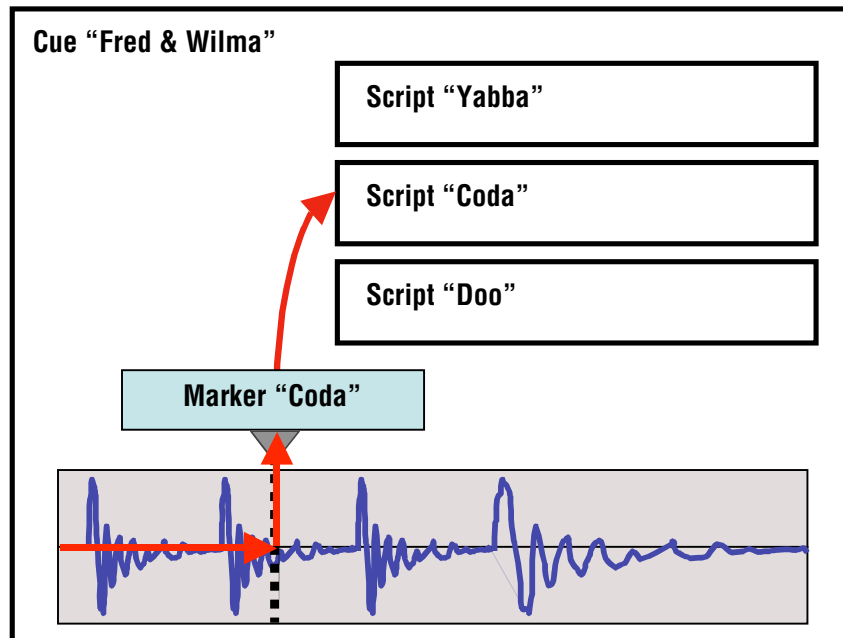 Cue “Fred & Wilma”
Script “Yabba”
Script “Coda”
Script “Doo”
Marker “Coda”